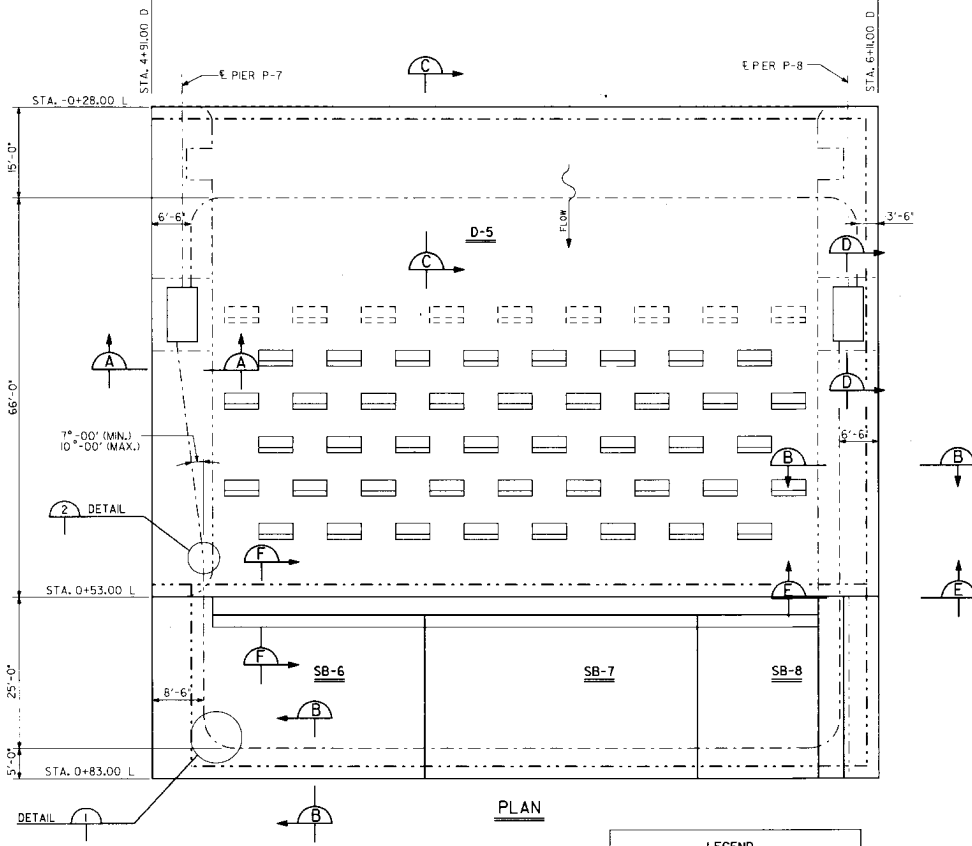 STA. 4+91.00 D
STA. 6+11.00 D
C
℄ PIER P-7
℄ PER P-8
STA. -0+28.00 L
15'-0"
6'-6"
FLOW
3'-6"
D-5
D
C
A
A
D
66'-0"
7°-00' (MIN.)
10°-00' (MAX.)
6'-6"
B
B
2 DETAIL
F
STA. 0+53.00 L
E
E
F
SB-6
SB-7
SB-8
25'-0"
8'-6"
B
5'-0"
STA. 0+83.00 L
PLAN
DETAIL 1
B
LEGEND